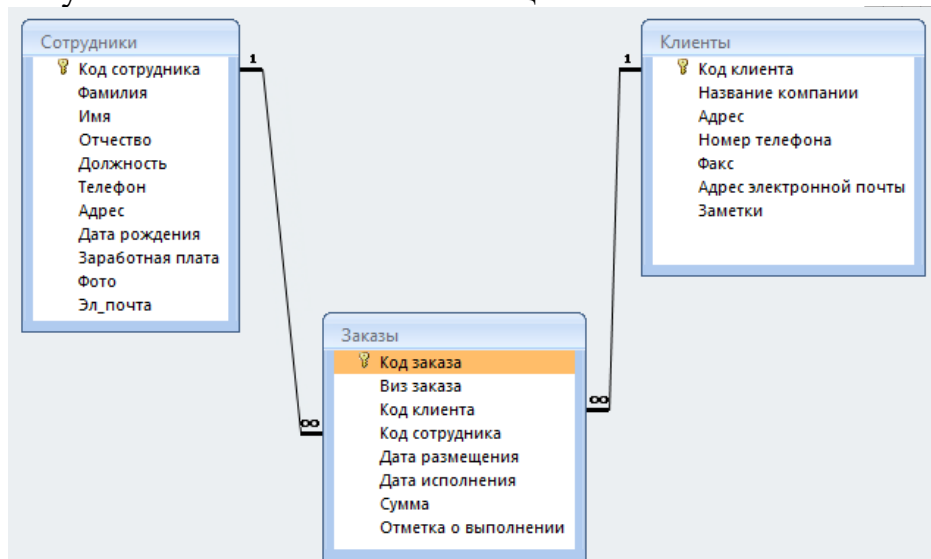 Сотрудники
Код сотрудника
Фамилия
Имя
Отчество
Должность
Телефон
Адрес
Дата рождения
Заработная плата
Фото
Эл_почта
1
∞
Клиенты
Код клиента
Название компании
Адрес
Номер телефона
Факс
Адрес электронной почты
Заметки
1
∞
Заказы
Код заказа
Виз заказа
Код клиента
Код сотрудника
Дата размещения
Дата исполнения
Сумма
Отметка о выполнении